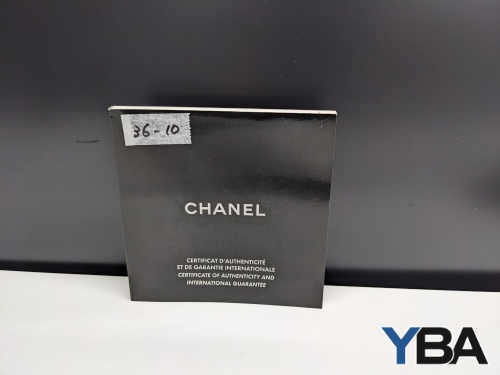 36-10
CHANEL
CERTIFICAT D'AUTHENTICITÉ
ET DE GARANTIE INTERNATIONALE
CERTIFICATE OF AUTHENTICITY AND
INTERNATIONAL GUARANTEE
YBA